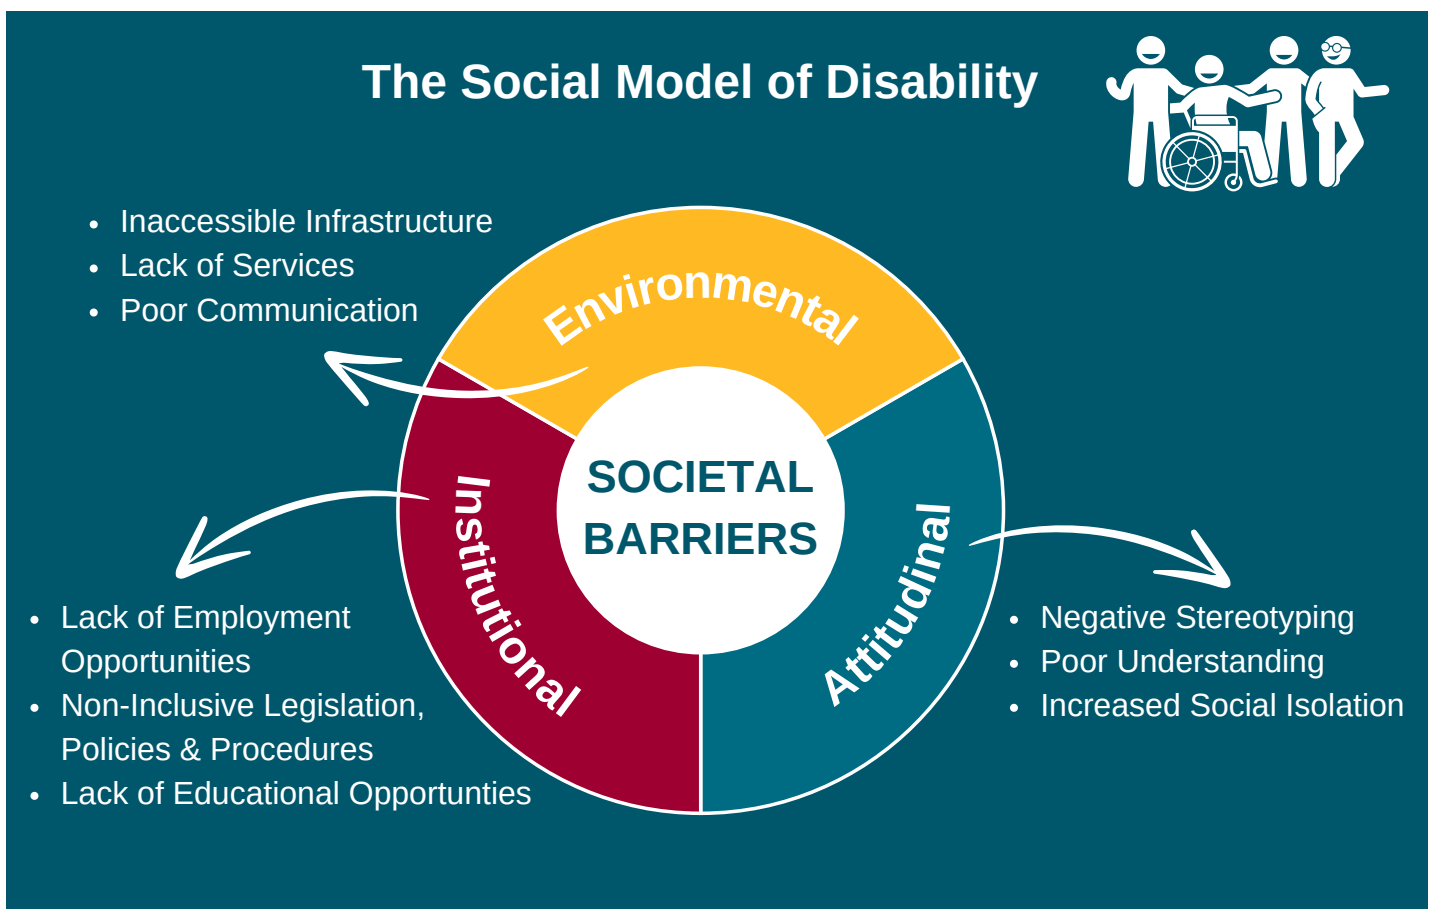 The Social Model of Disability
• Inaccessible Infrastructure
• Lack of Services
• Poor Communication
Environmental
SOCIETAL
BARRIERS
Institutional
Attitudinal
• Lack of Employment
Opportunities
• Non-Inclusive Legislation,
Policies & Procedures
• Lack of Educational Opportunties
• Negative Stereotyping
• Poor Understanding
• Increased Social Isolation